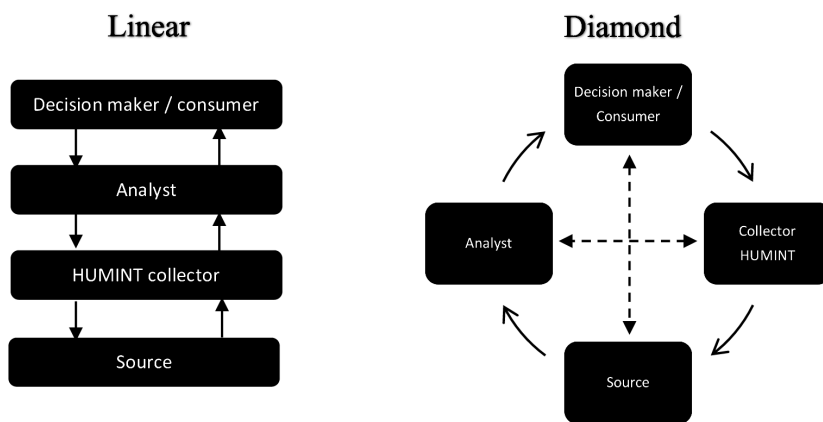 Linear
Decision maker / consumer
Analyst
HUMINT collector
Source
Diamond
Decision maker /
Consumer
Analyst
Collector
HUMINT
Source